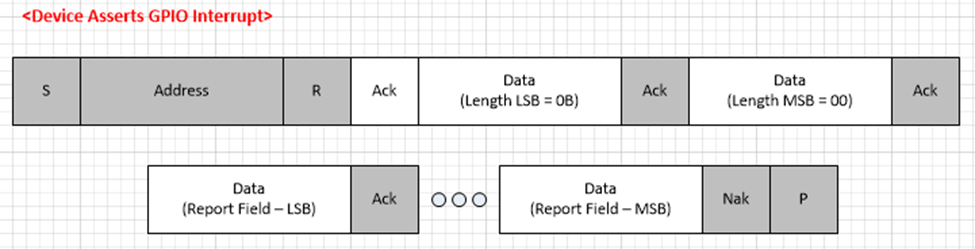 <Device Asserts GPIO Interrupt>
S Address R Ack Data Ack Data Ack
(Length LSB = 0B) (Length MSB = 00)
Data Ack Data Nak P
(Report Field – LSB) (Report Field – MSB)